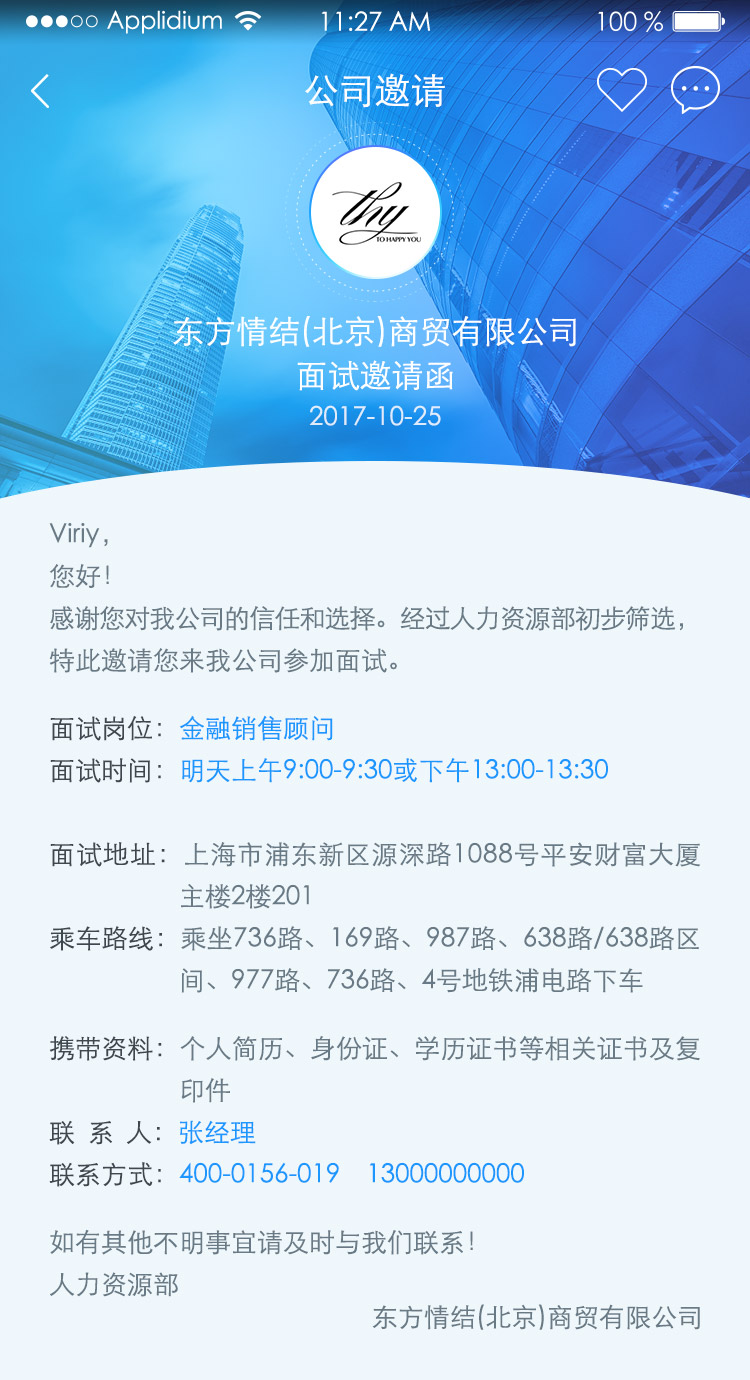 Applidium 11:27 AM 100 %
公司邀请
thy
TO HAPPY YOU
东方情结(北京)商贸有限公司
面试邀请函
2017-10-25
Viriy，
您好！
感谢您对我公司的信任和选择。经过人力资源部初步筛选，
特此邀请您来我公司参加面试。
面试岗位：金融销售顾问
面试时间：明天上午9:00-9:30或下午13:00-13:30
面试地址：上海市浦东新区源深路1088号平安财富大厦
主楼2楼201
乘车路线：乘坐736路、169路、987路、638路/638路区
间、977路、736路、4号地铁浦电路下车
携带资料：个人简历、身份证、学历证书等相关证书及复
印件
联 系 人：张经理
联系方式：400-0156-019 13000000000
如有其他不明事宜请及时与我们联系！
人力资源部
东方情结(北京)商贸有限公司